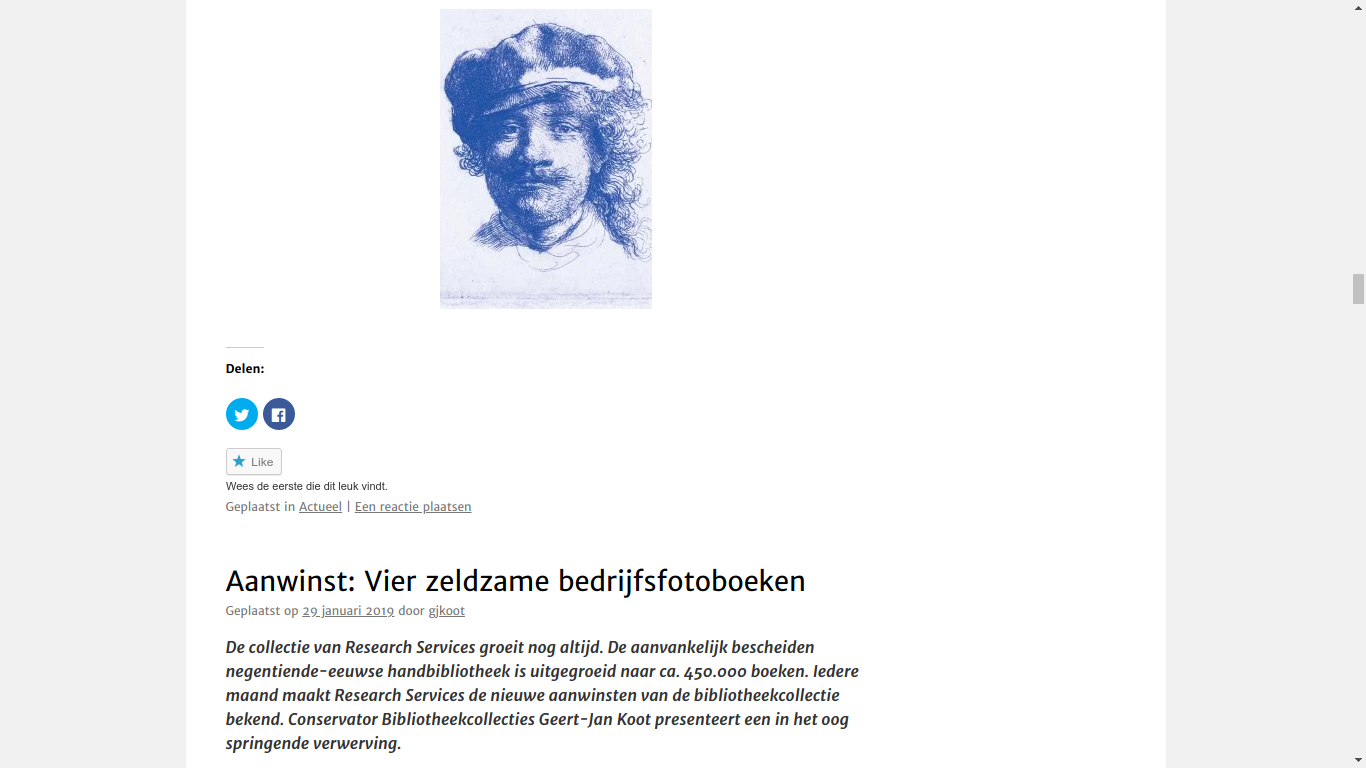 Delen:
Like
Wees de eerste die dit leuk vindt.
Geplaatst in Actueel | Een reactie plaatsen
Aanwinst: Vier zeldzame bedrijfsfotoboeken
Geplaatst op 29 januari 2019 door gjkoot
De collectie van Research Services groeit nog altijd. De aanvankelijk bescheiden
negentiende-eeuwse handbibliotheek is uitgegroeid naar ca. 450.000 boeken. Iedere
maand maakt Research Services de nieuwe aanwinsten van de bibliotheekcollectie
bekend. Conservator Bibliotheekcollecties Geert-Jan Koot presenteert een in het oog
springende verwerving.